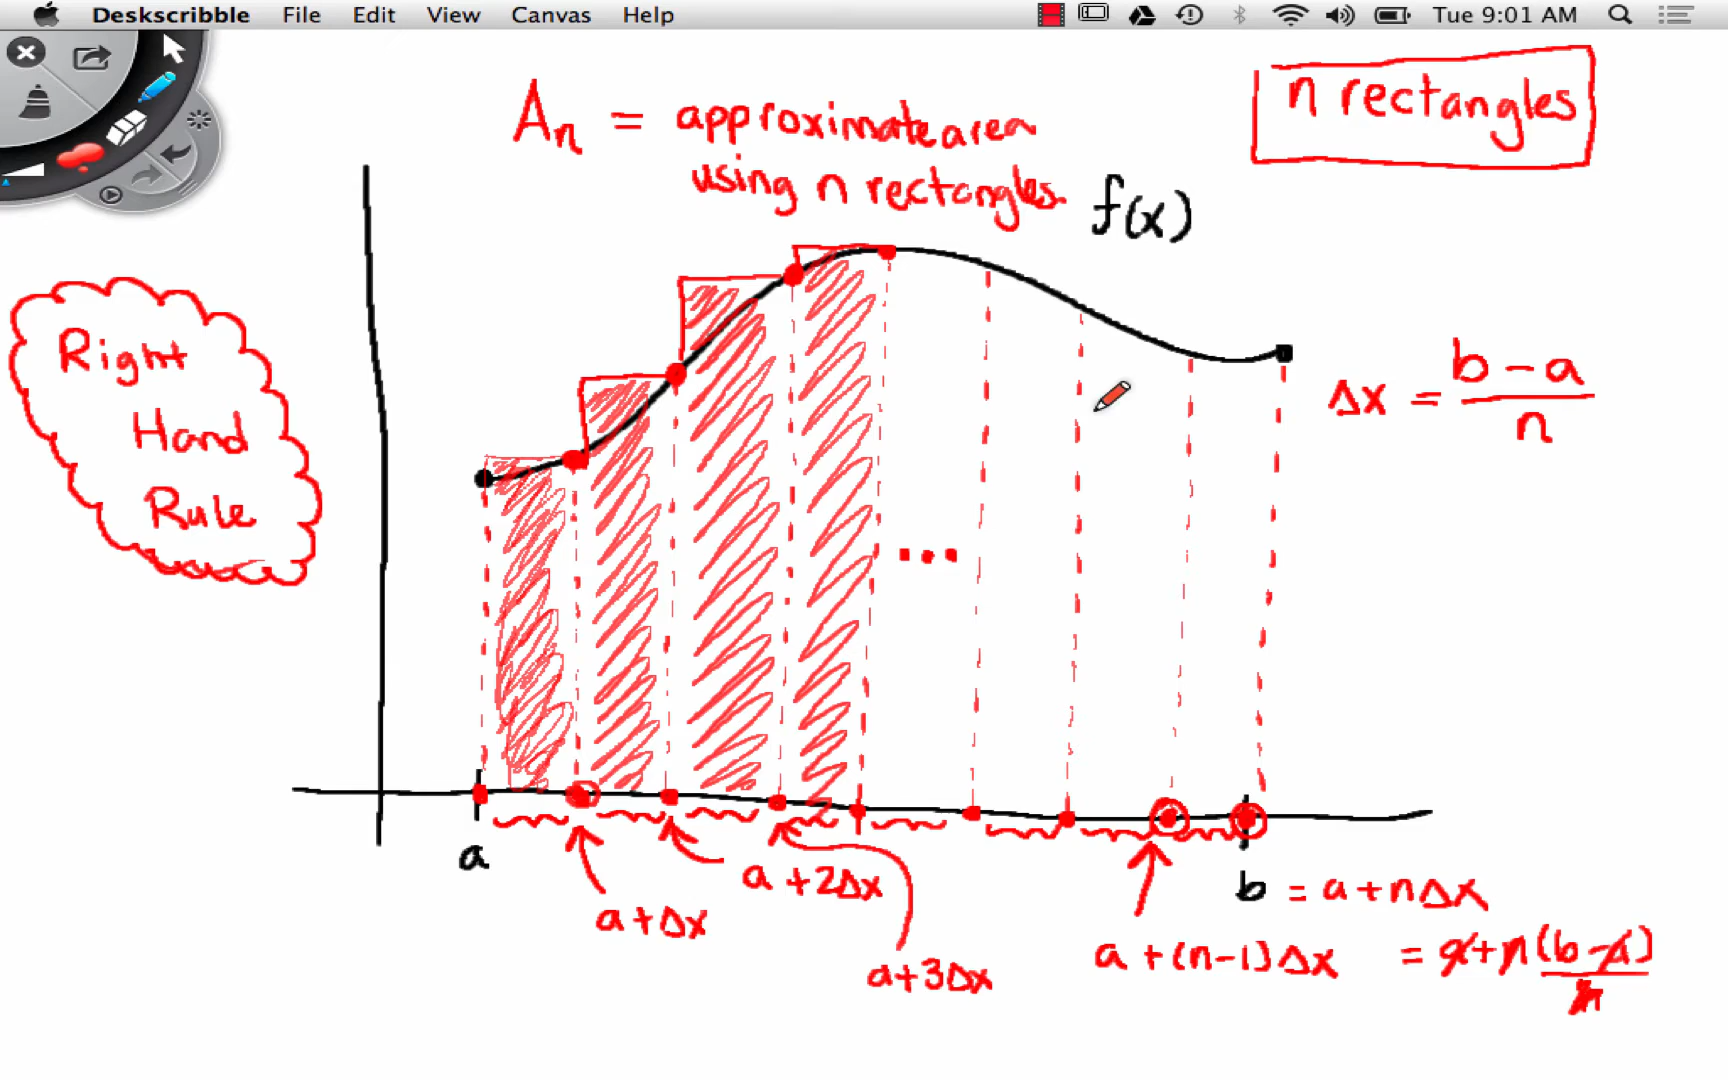 Deskscribble File Edit View Canvas Help Tue 9:01 AM
n rectangles
Aₙ = approximate area
using n rectangles.
f(x)
Right
Hand
Rule
Δx = (b - a)/n
...
a
a + Δx
a + 2Δx
a + 3Δx
b = a + nΔx
a + (n-1)Δx
= a + n(b - a)/n